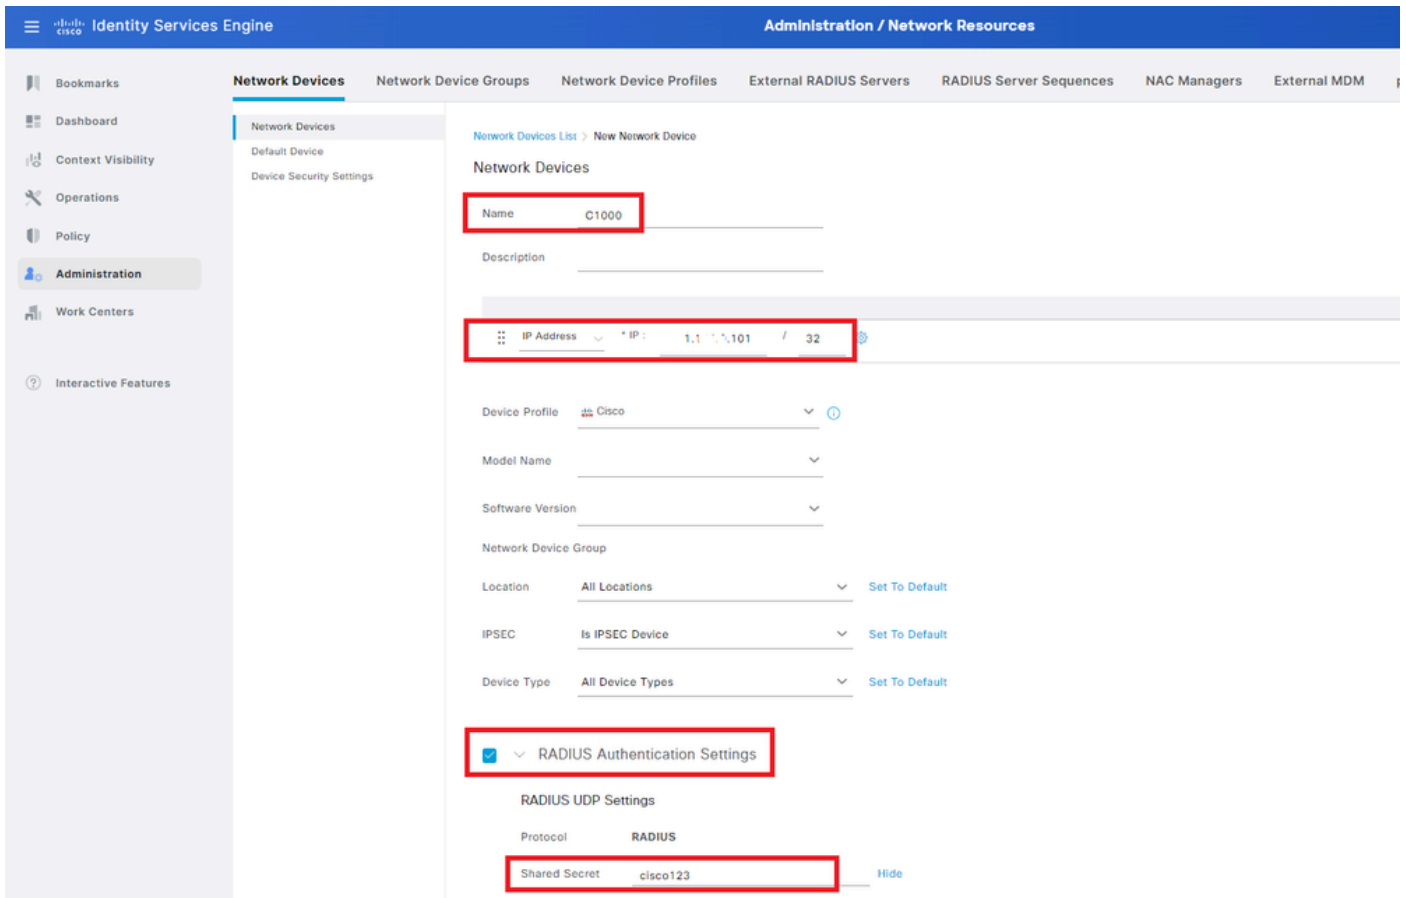 cisco Identity Services Engine
Administration / Network Resources
Bookmarks
Dashboard
Context Visibility
Operations
Policy
Administration
Work Centers
Interactive Features
Network Devices Network Device Groups Network Device Profiles External RADIUS Servers RADIUS Server Sequences NAC Managers External MDM
Network Devices
Default Device
Device Security Settings
Network Devices List > New Network Device
Network Devices
Name C1000
Description
IP Address * IP : / 32
Device Profile Cisco
Model Name
Software Version
Network Device Group
Location All Locations Set To Default
IPSEC Is IPSEC Device Set To Default
Device Type All Device Types Set To Default
RADIUS Authentication Settings
RADIUS UDP Settings
Protocol RADIUS
Shared Secret cisco123 Hide